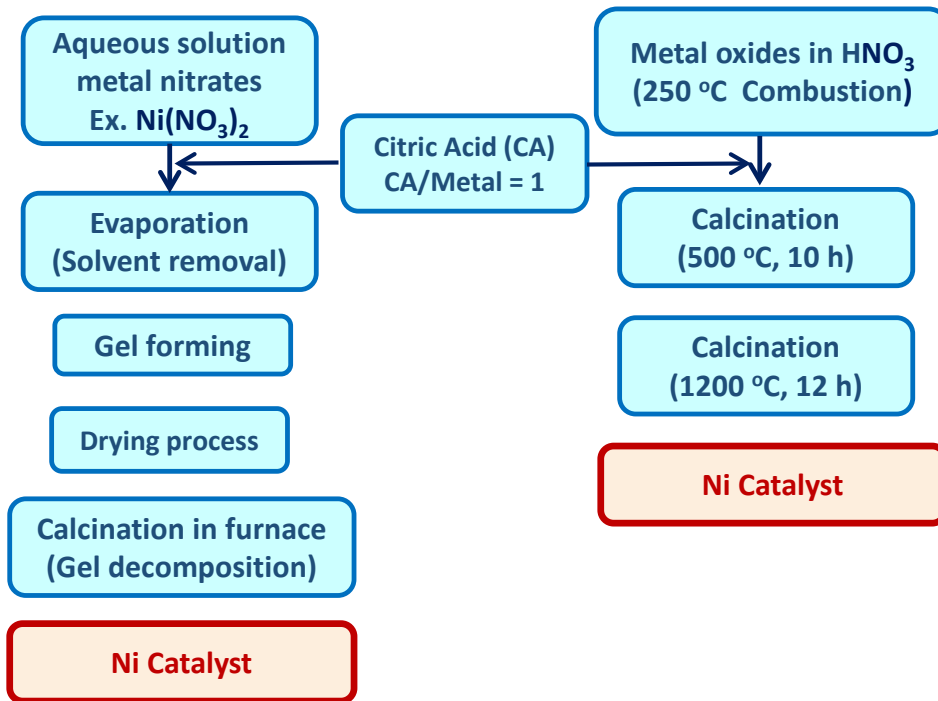 Aqueous solution
metal nitrates
Ex. Ni(NO₃)₂
Evaporation
(Solvent removal)
Gel forming
Drying process
Calcination in furnace
(Gel decomposition)
Ni Catalyst
Citric Acid (CA)
CA/Metal = 1
Metal oxides in HNO₃
(250 ᵒC Combustion)
Calcination
(500 ᵒC, 10 h)
Calcination
(1200 ᵒC, 12 h)
Ni Catalyst